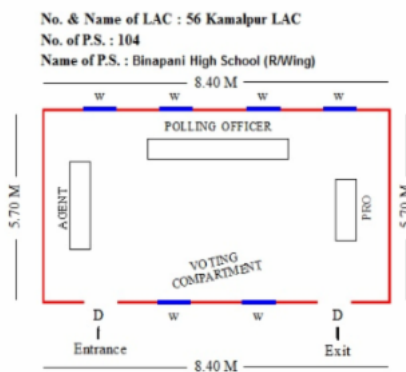 No. & Name of LAC : 56 Kamalpur LAC
No. of P.S. : 104
Name of P.S. : Binapani High School (R/Wing)
8.40 M
w w w w
POLLING OFFICER
5.70 M
AGENT
PRO
5.70 M
VOTING
COMPARTMENT
D w w D
Entrance Exit
8.40 M